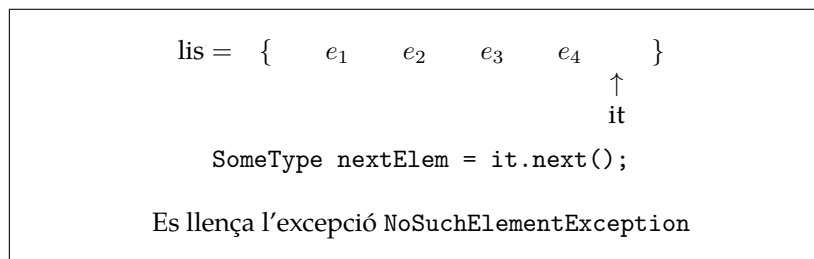 lis = { e1 e2 e3 e4 }
↑
it
SomeType nextElem = it.next();
Es llença l'excepció NoSuchElementException